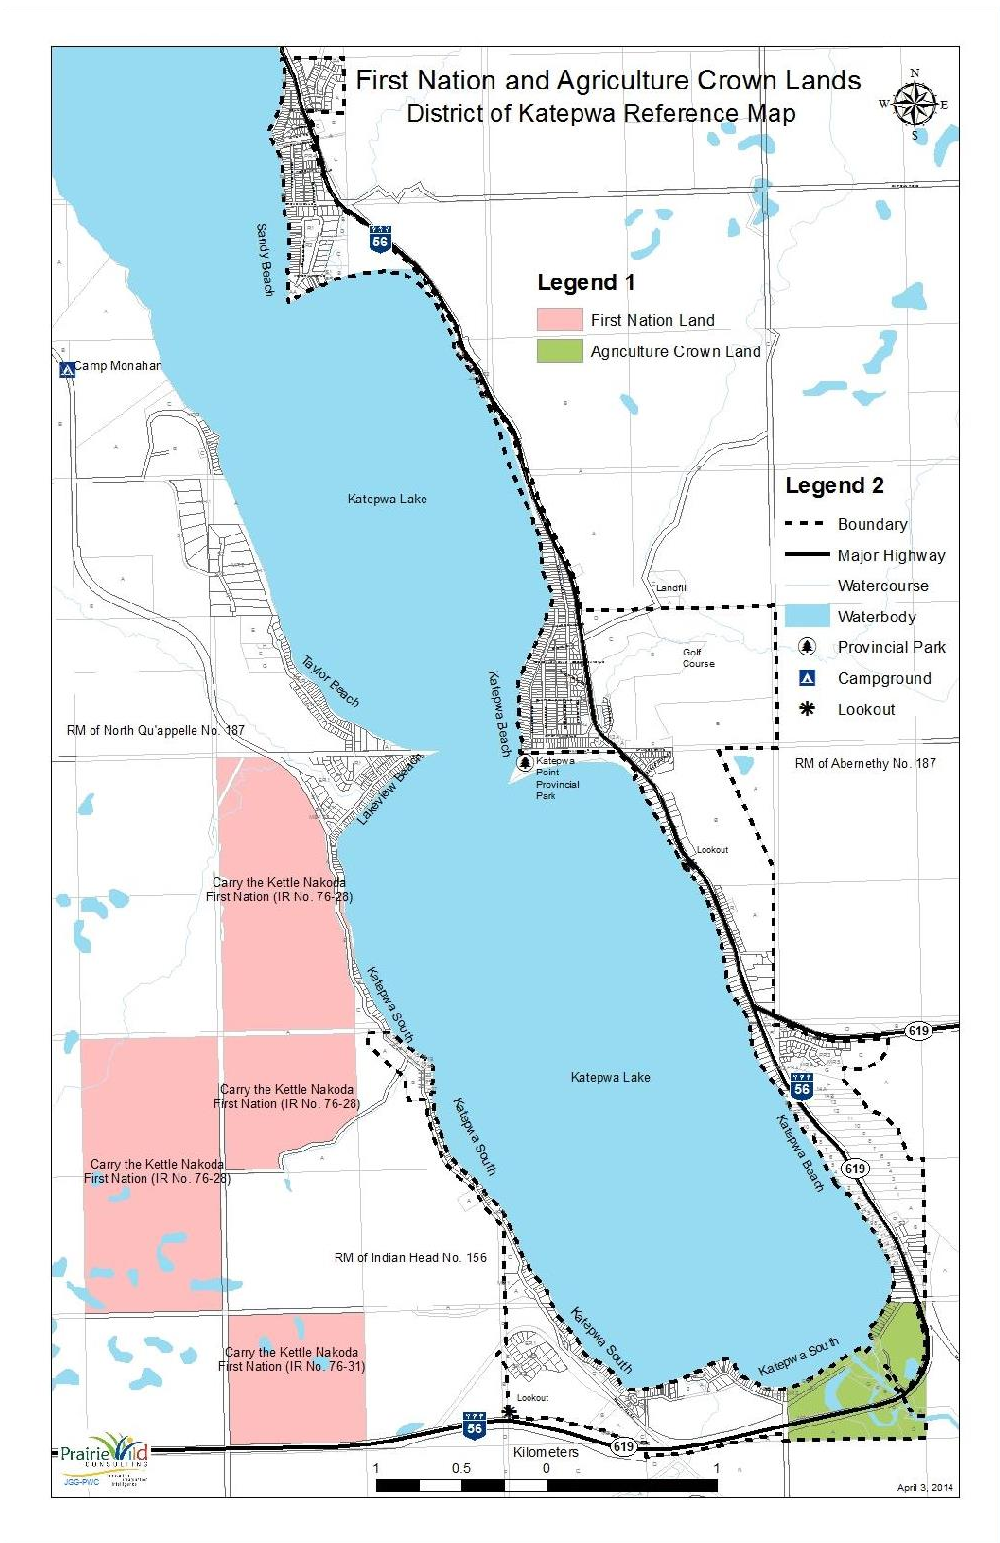 First Nation and Agriculture Crown Lands
District of Katepwa Reference Map
N
W
E
S
56
Sandy Beach
Legend 1
First Nation Land
Agriculture Crown Land
Camp Monahan
Katepwa Lake
Legend 2
Boundary
Major Highway
Watercourse
Waterbody
Provincial Park
Campground
Lookout
Landfill
Golf
Course
Taylor Beach
Katepwa Beach
RM of North Qu'appelle No. 187
Lakeview Beach
Katepwa
Point
Provincial
Park
RM of Abernethy No. 187
Lookout
Carry the Kettle Nakoda
First Nation (IR No. 76-28)
Katepwa South
619
Katepwa Lake
56
Carry the Kettle Nakoda
First Nation (IR No. 76-28)
Katepwa South
Katepwa Beach
619
Carry the Kettle Nakoda
First Nation (IR No. 76-28)
RM of Indian Head No. 156
Katepwa South
Katepwa South
Carry the Kettle Nakoda
First Nation (IR No. 76-31)
Lookout
56
619
Prairie Wild
CONSULTING
JGG-PWC
Kilometers
1 0.5 0 1
April 3, 2014